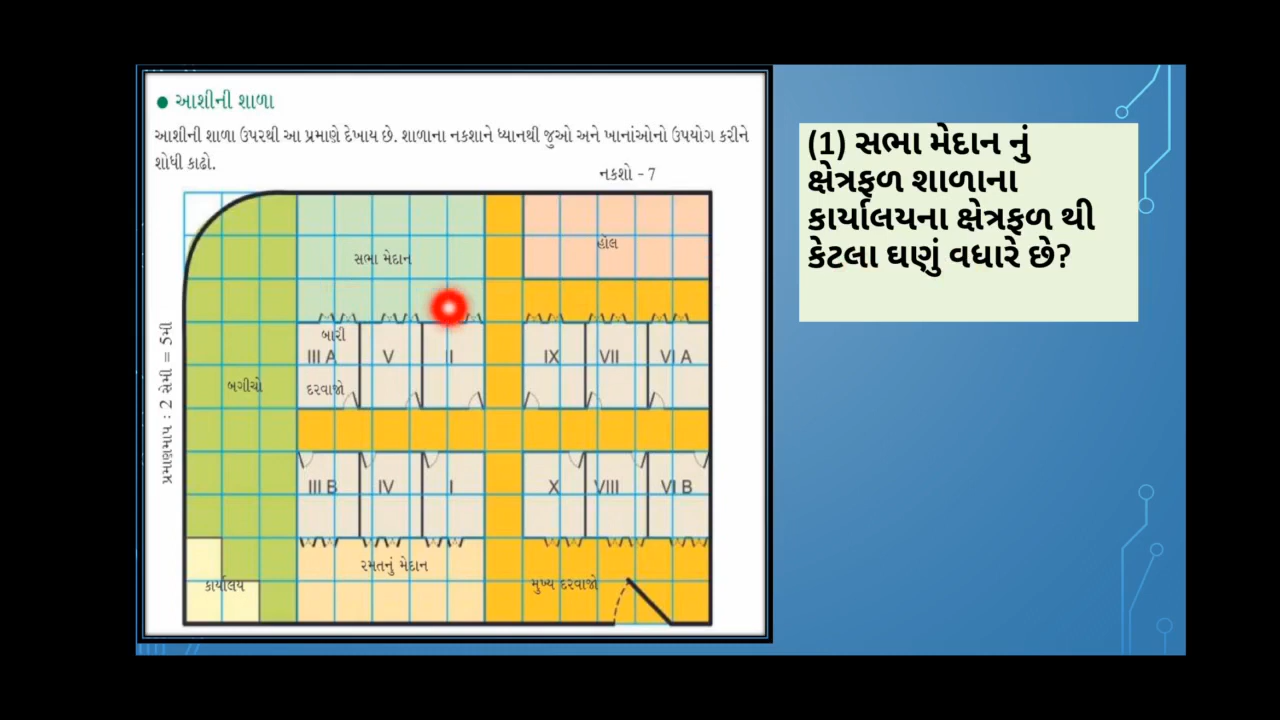 આશીની શાળા
આશીની શાળા ઉપરથી આ પ્રમાણે દેખાય છે. શાળાના નકશાને ધ્યાનથી જુઓ અને ખાનાંઓનો ઉપયોગ કરીને
શોધી કાઢો.
નકશો - 7
હૉલ
સભા મેદાન
બારી
III A V II IX VII VI A
બગીચો
દરવાજો
પ્રમાણમાપ : 2 સેમી = 5મી
III B IV I X VIII VI B
રમતનું મેદાન
કાર્યાલય
મુખ્ય દરવાજો
(1) સભા મેદાન નું
ક્ષેત્રફળ શાળાના
કાર્યાલયના ક્ષેત્રફળ થી
કેટલા ઘણું વધારે છે?